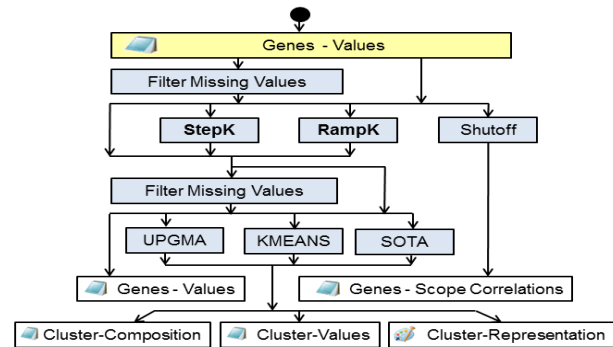 Genes - Values
Filter Missing Values
StepK
RampK
Shutoff
Filter Missing Values
UPGMA
KMEANS
SOTA
Genes - Values
Genes - Scope Correlations
Cluster-Composition
Cluster-Values
Cluster-Representation